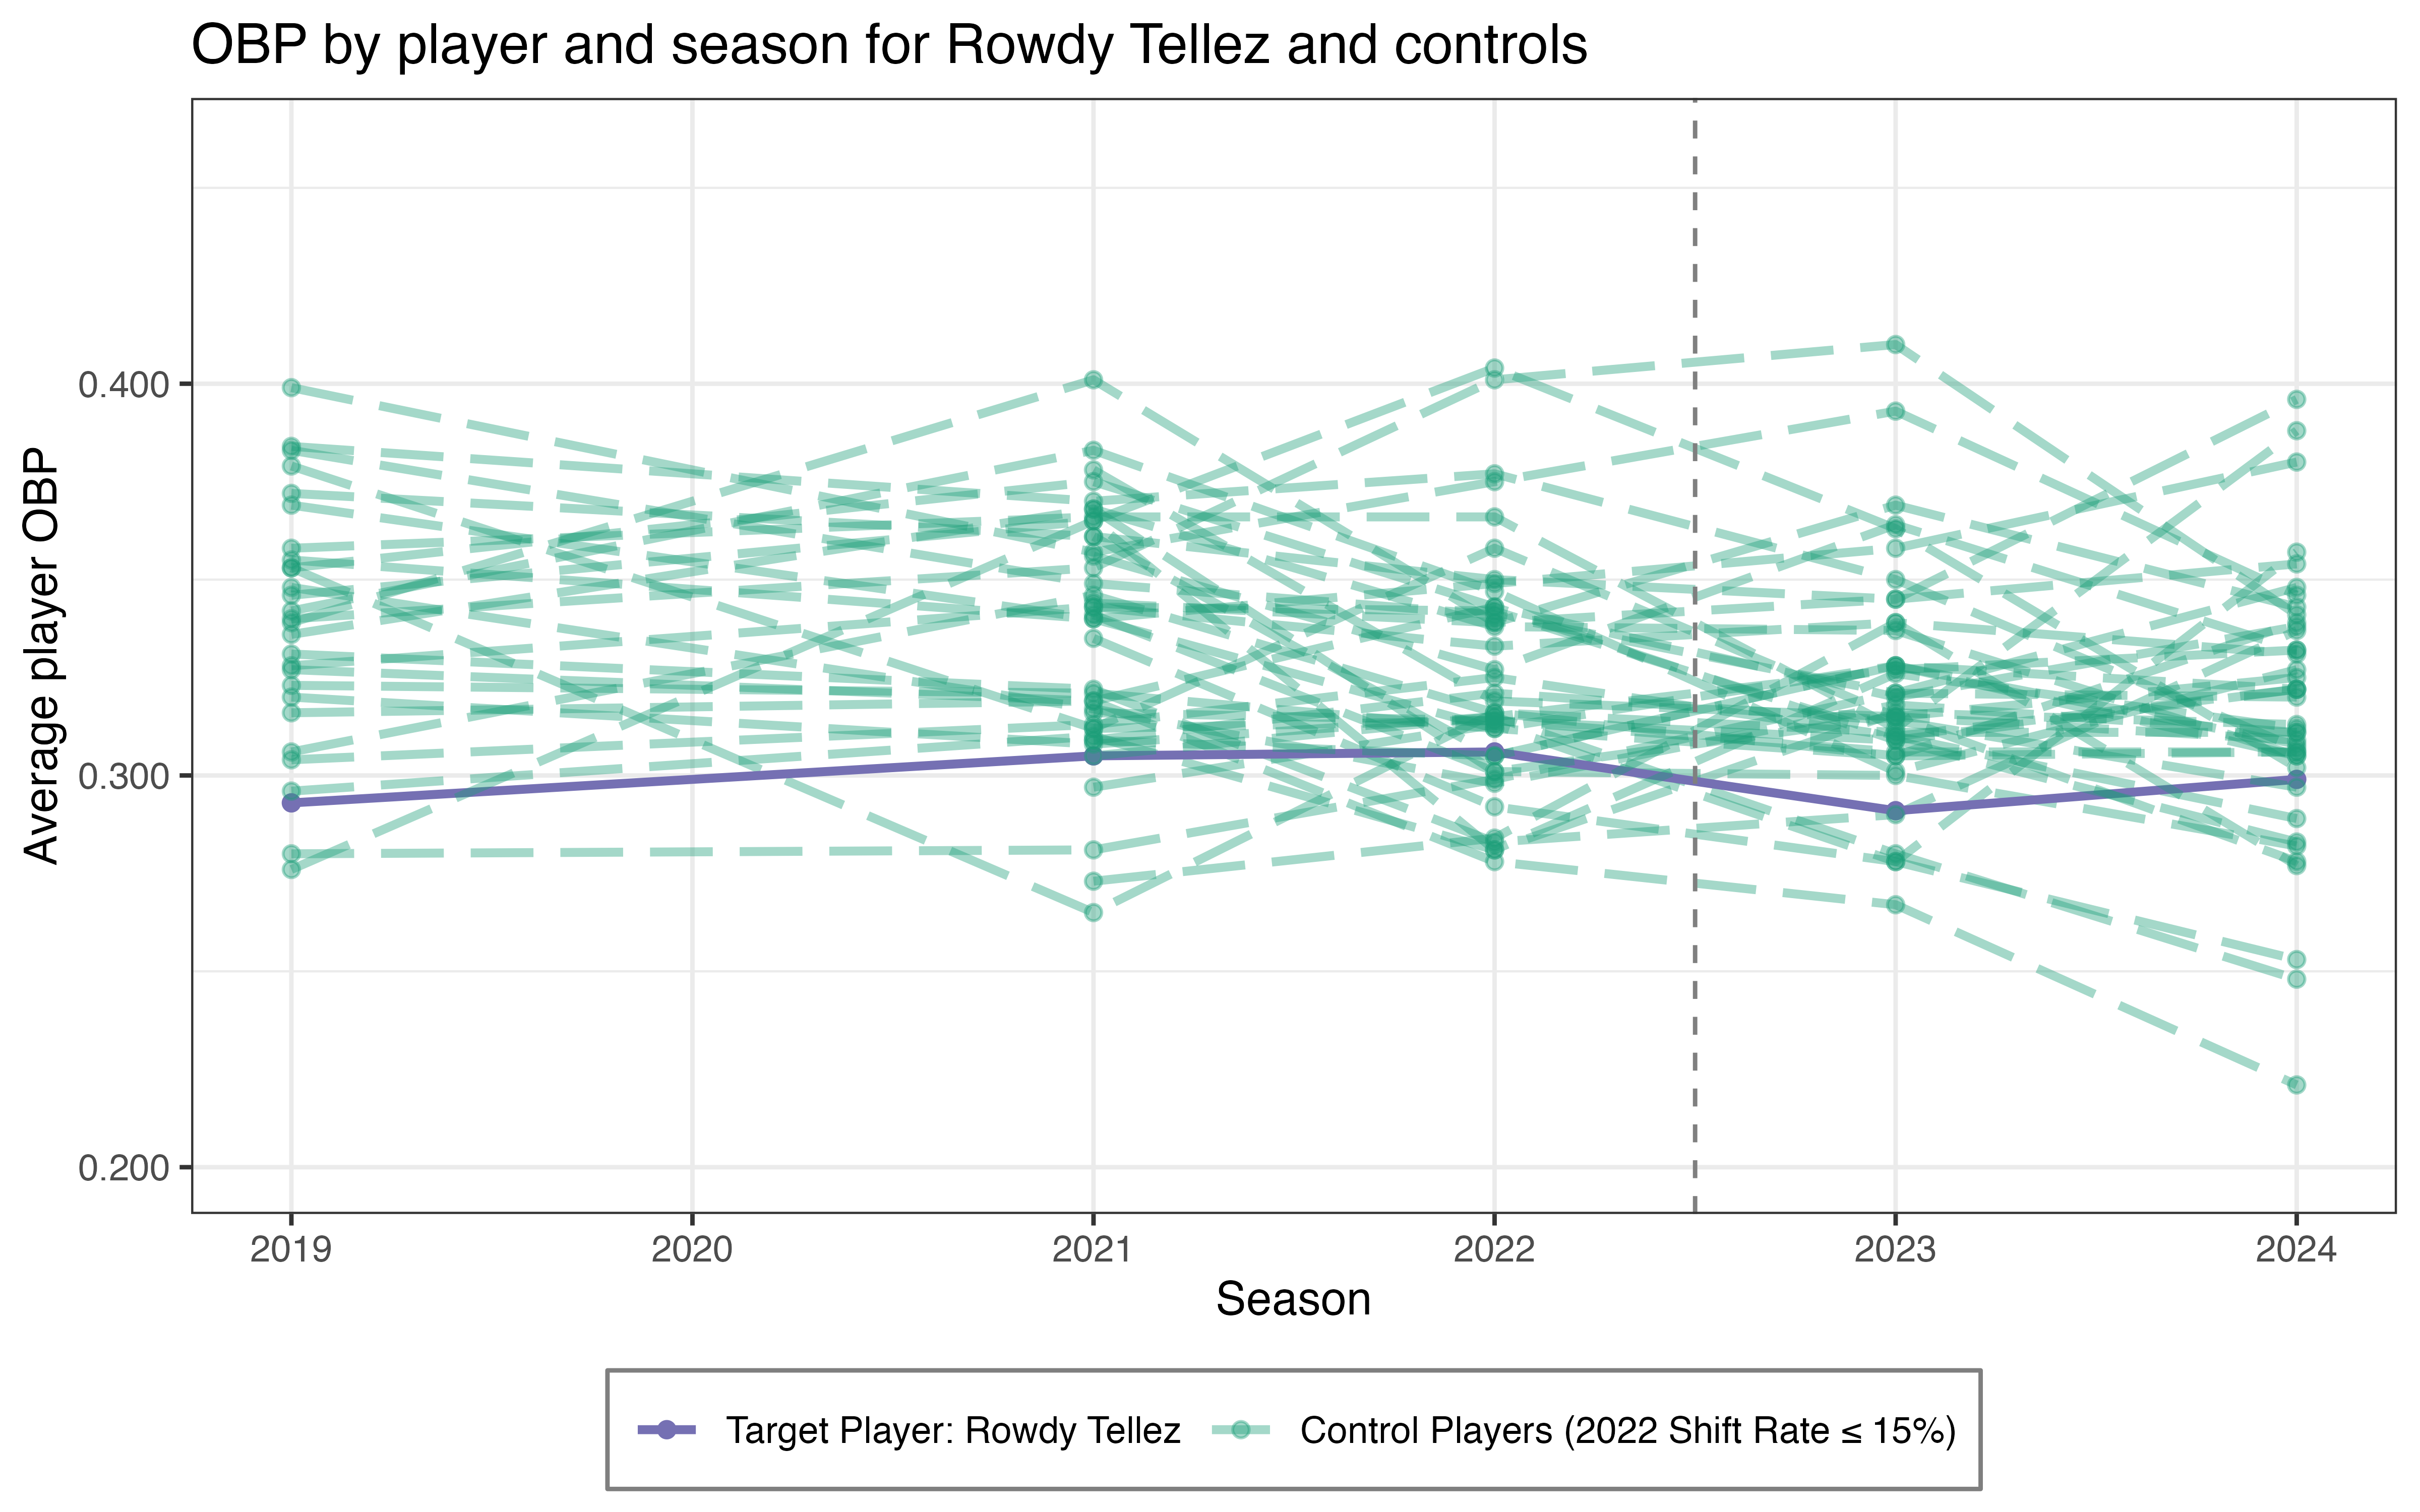 OBP by player and season for Rowdy Tellez and controls
Average player OBP
0.400
0.300
0.200
2019 2020 2021 2022 2023 2024
Season
Target Player: Rowdy Tellez Control Players (2022 Shift Rate ≤ 15%)